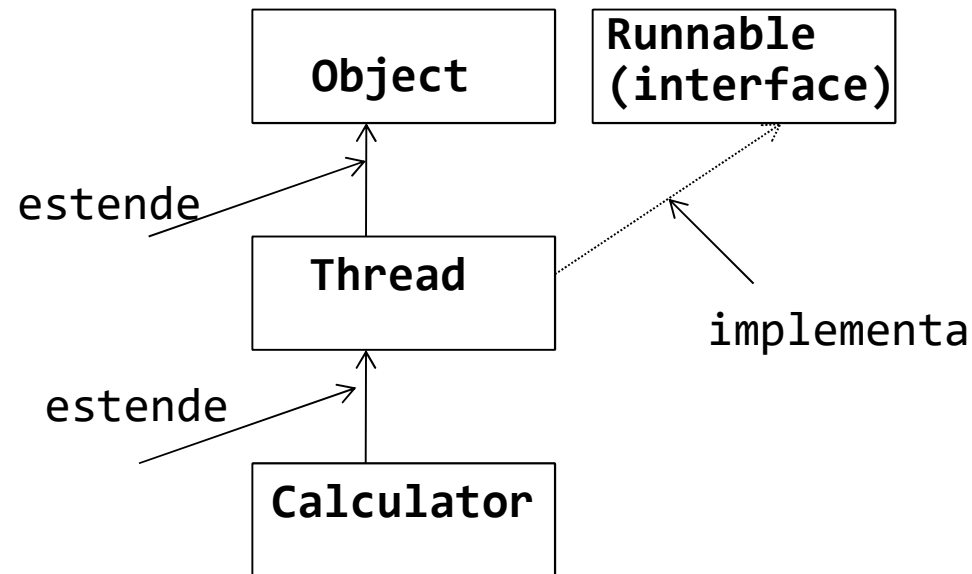 Object
Runnable
(interface)
estende
Thread
implementa
estende
Calculator